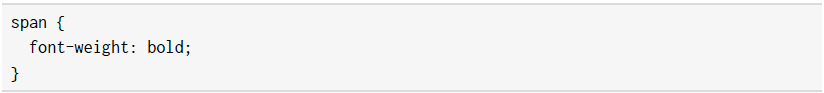 span {
  font-weight: bold;
}